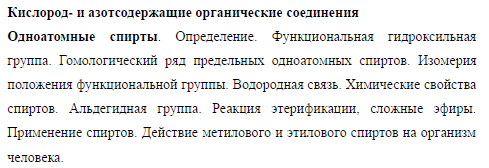 Кислород- и азотсодержащие органические соединения
Одноатомные спирты. Определение. Функциональная гидроксильная
группа. Гомологический ряд предельных одноатомных спиртов. Изомерия
положения функциональной группы. Водородная связь. Химические свойства
спиртов. Альдегидная группа. Реакция этерификации, сложные эфиры.
Применение спиртов. Действие метилового и этилового спиртов на организм
человека.